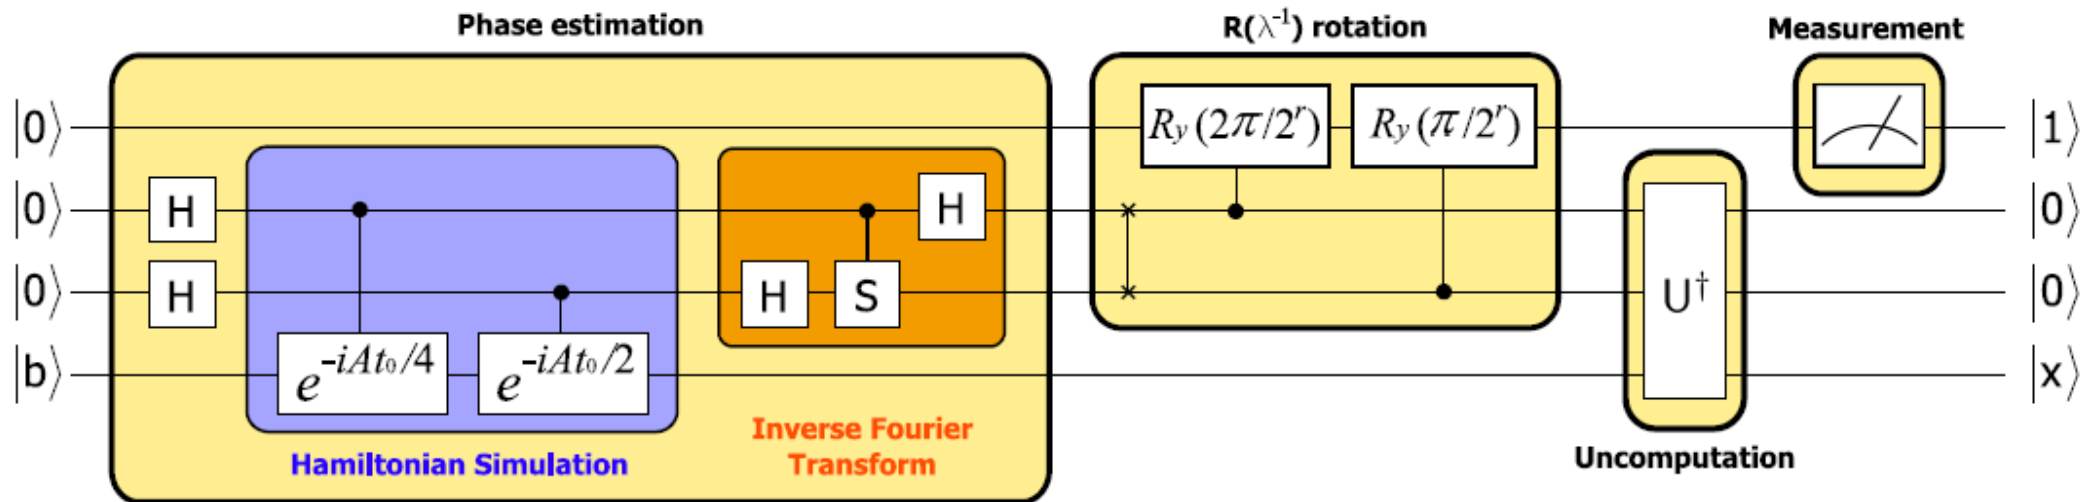 Phase estimation
R(λ⁻¹) rotation
Measurement
|0⟩
R_y(2π/2^r)
R_y(π/2^r)
|1⟩
|0⟩
H
H
|0⟩
|0⟩
H
H
S
U†
|0⟩
|b⟩
e^{-iAt₀/4}
e^{-iAt₀/2}
|x⟩
Inverse Fourier
Transform
Hamiltonian Simulation
Uncomputation